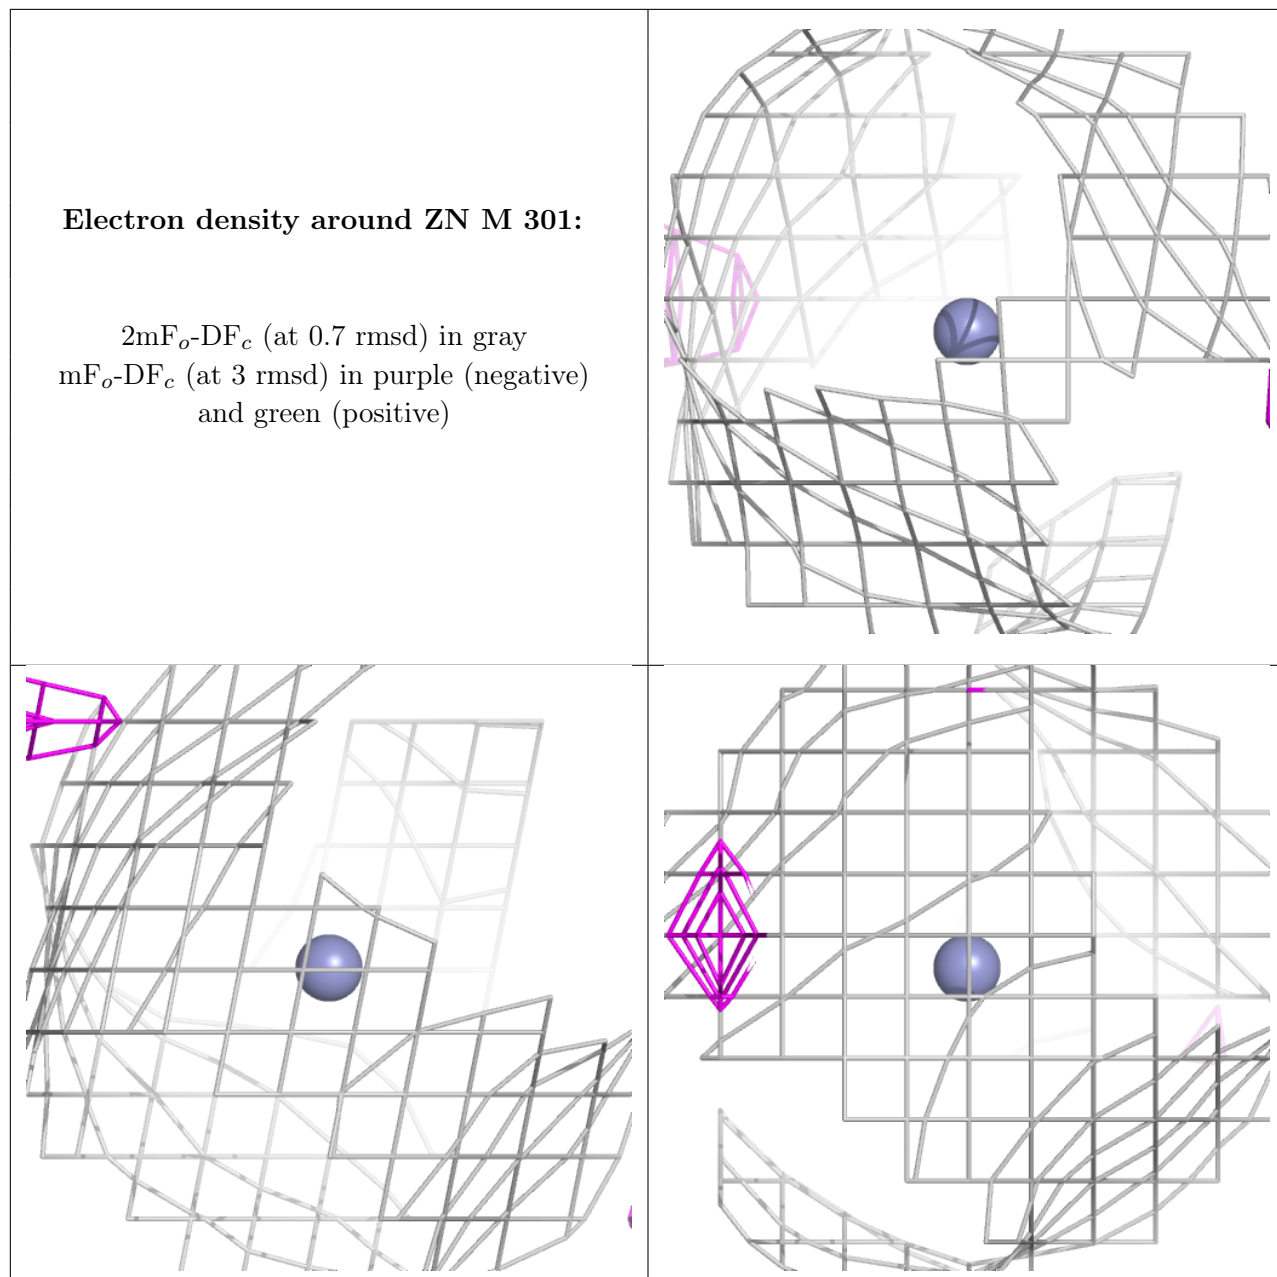 Electron density around ZN M 301:
2mFₒ-DF𝒸 (at 0.7 rmsd) in gray
mFₒ-DF𝒸 (at 3 rmsd) in purple (negative)
and green (positive)